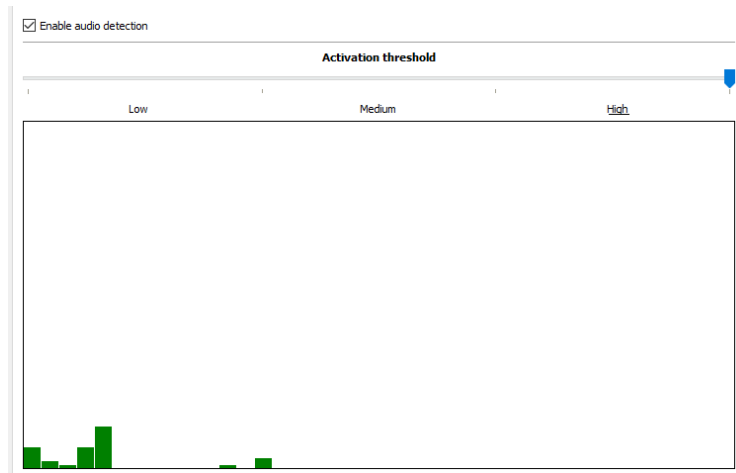 Enable audio detection
Activation threshold
Low Medium High